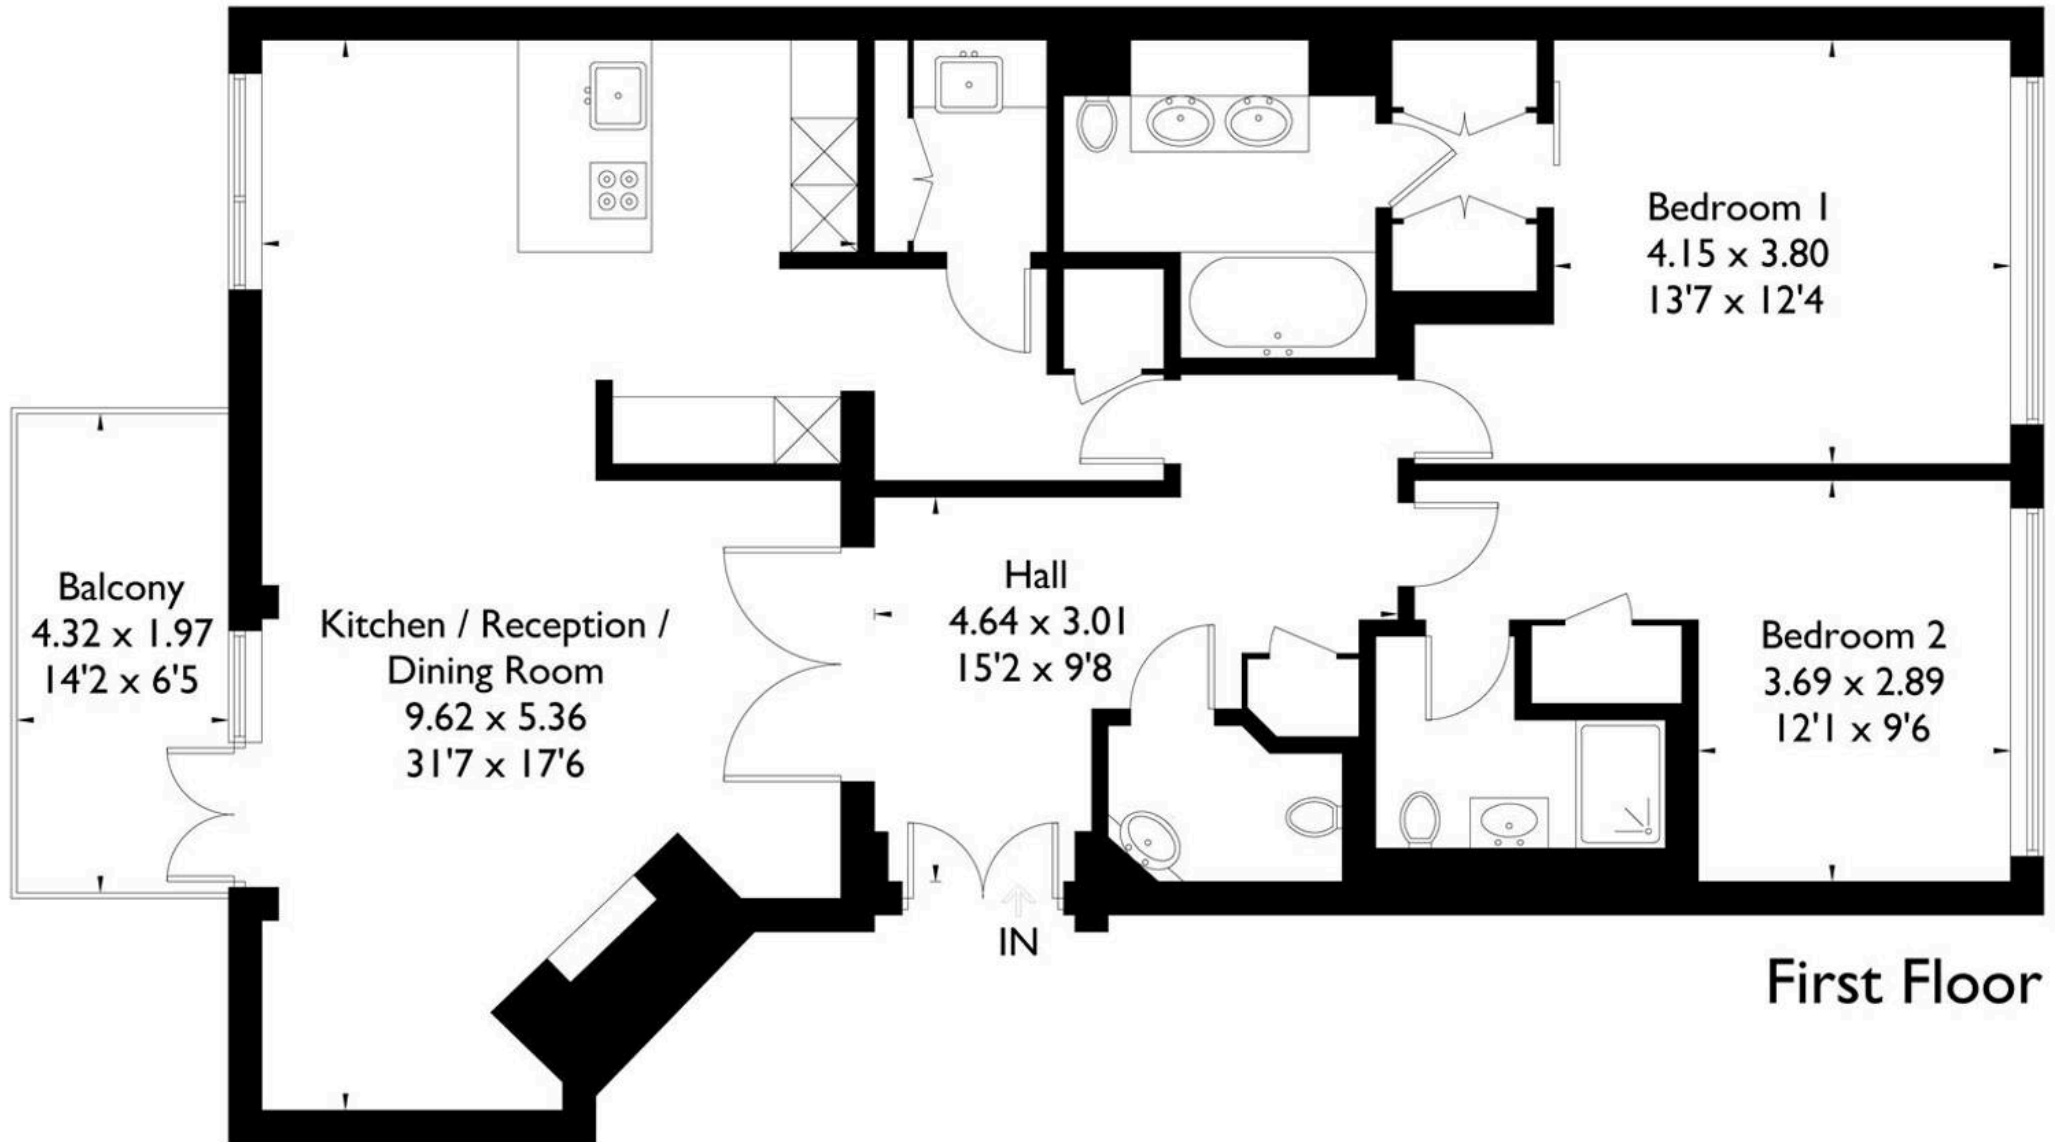 Bedroom 1
4.15 x 3.80
13'7 x 12'4
Balcony
4.32 x 1.97
14'2 x 6'5
Kitchen / Reception /
Dining Room
9.62 x 5.36
31'7 x 17'6
Hall
4.64 x 3.01
15'2 x 9'8
Bedroom 2
3.69 x 2.89
12'1 x 9'6
IN
First Floor